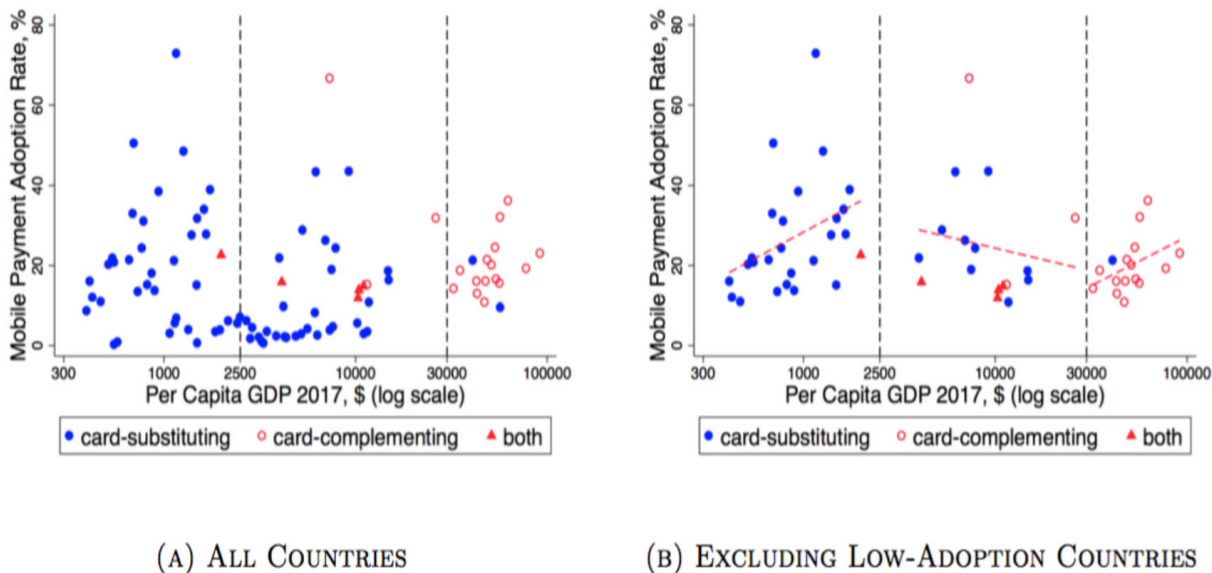 Mobile Payment Adoption Rate, %
80
60
40
20
0
300
1000
2500
10000
30000
100000
Per Capita GDP 2017, $ (log scale)
card-substituting
card-complementing
both
(A) ALL COUNTRIES
Mobile Payment Adoption Rate, %
80
60
40
20
0
300
1000
2500
10000
30000
100000
Per Capita GDP 2017, $ (log scale)
card-substituting
card-complementing
both
(B) EXCLUDING LOW-ADOPTION COUNTRIES